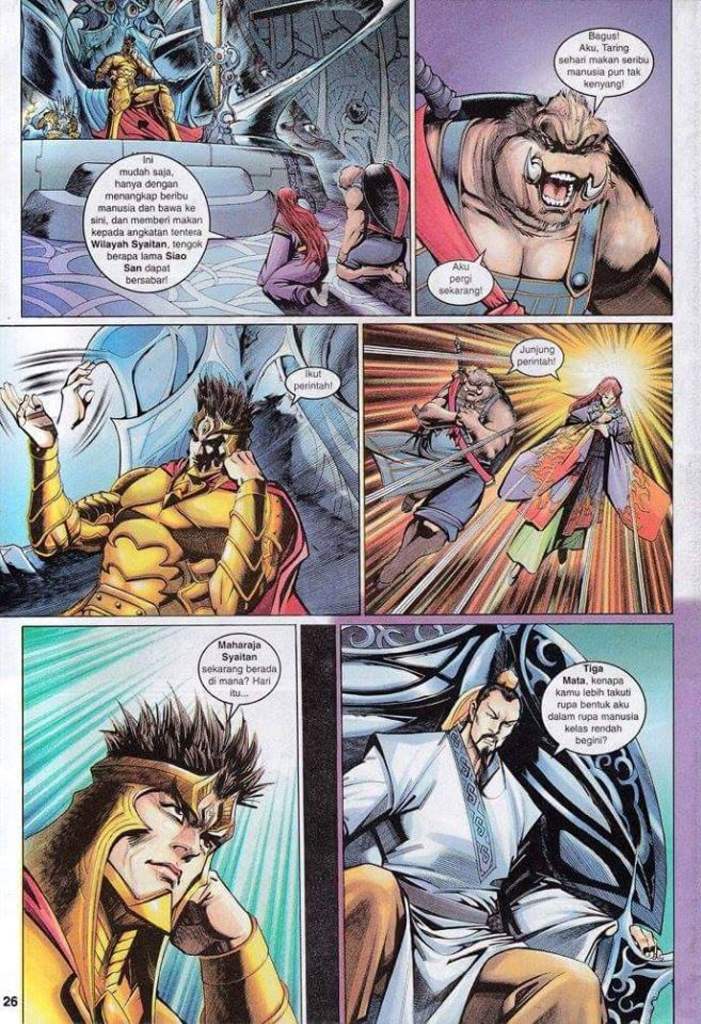 Ini
mudah saja,
hanya dengan
menangkap beribu
manusia dan bawa ke
sini, dan memberi makan
kepada angkatan tentera
Wilayah Syaitan, tengok
berapa lama Siao
San dapat
bersabar!
Bagus!
Aku, Taring
sehari makan seribu
manusia pun tak
kenyang!
Aku
pergi
sekarang!
Ikut
perintah!
Junjung
perintah!
Maharaja
Syaitan
sekarang berada
di mana? Hari
itu...
Tiga
Mata, kenapa
kamu lebih takuti
rupa bentuk aku
dalam rupa manusia
kelas rendah
begini?
26